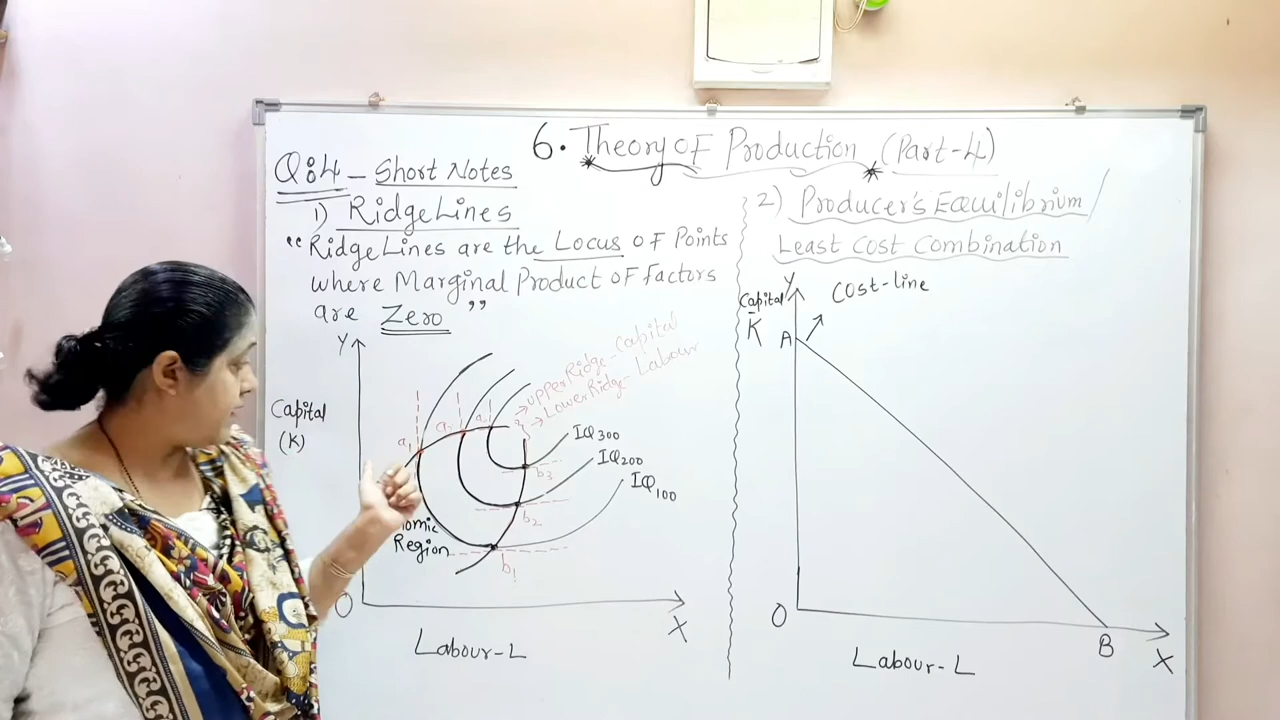 6. Theory of Production (Part-4)
Q:4 - Short Notes
1) Ridge Lines
"Ridge Lines are the Locus of Points
where Marginal Product of factors
are Zero"
Y
Capital
(K)
→ upper Ridge - Capital
→ Lower Ridge - Labour
a1
a2
IQ300
IQ200
IQ100
b3
b2
b1
Region
O
X
Labour-L
2) Producer's Equilibrium/
Least Cost Combination
Y
Capital
K
A
Cost-line
O
B
X
Labour-L